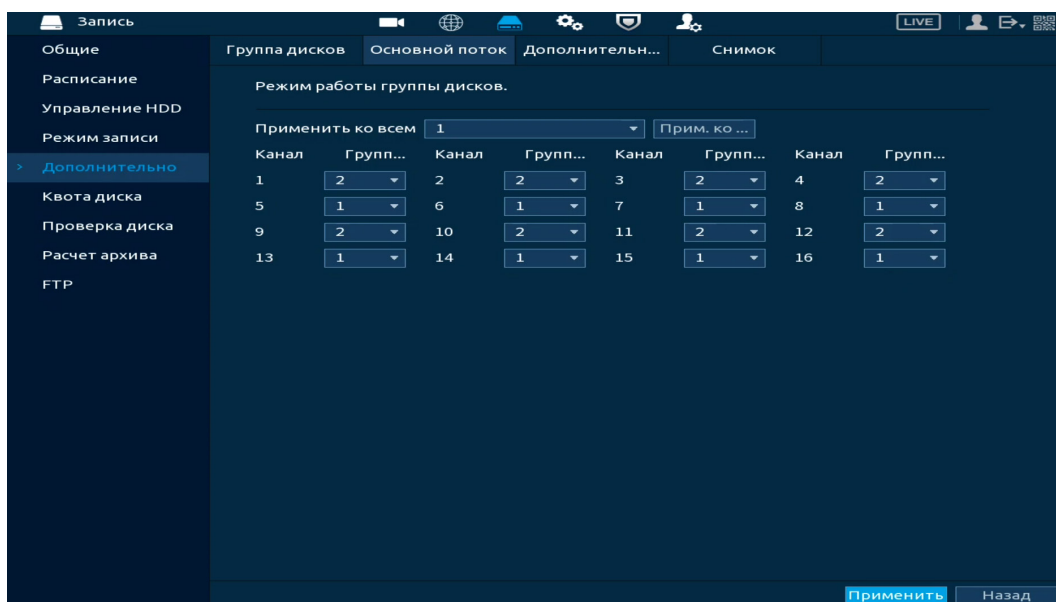 Запись LIVE
Общие
Расписание
Управление HDD
Режим записи
> Дополнительно
Квота диска
Проверка диска
Расчет архива
FTP
Группа дисков Основной поток Дополнительн... Снимок
Режим работы группы дисков.
Применить ко всем 1 Прим. ко ...
Канал Групп... Канал Групп... Канал Групп... Канал Групп...
1 2 2 2 3 2 4 2
5 1 6 1 7 1 8 1
9 2 10 2 11 2 12 2
13 1 14 1 15 1 16 1
Применить Назад